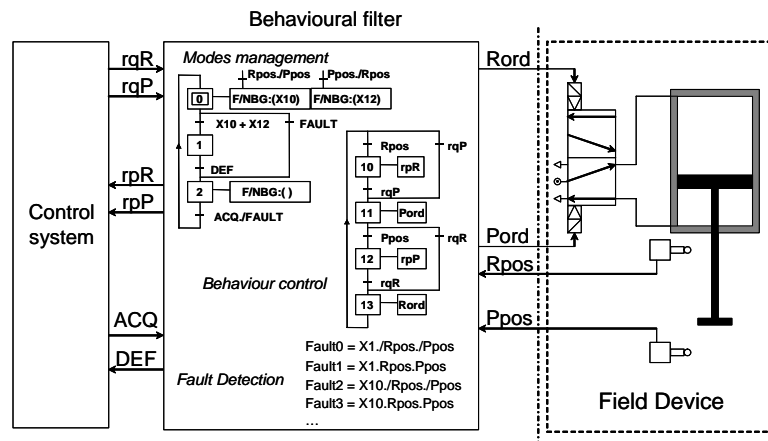 Behavioural filter
Control system
rqR
rqP
rpR
rpP
ACQ
DEF
Modes management
Rpos./Ppos
Ppos./Rpos
0
F/NBG:(X10)
F/NBG:(X12)
X10 + X12
FAULT
1
DEF
2
F/NBG:( )
ACQ./FAULT
Rpos
rqP
10
rpR
rqP
11
Pord
Ppos
rqR
12
rpP
rqR
13
Rord
Behaviour control
Fault Detection
Fault0 = X1./Rpos./Ppos
Fault1 = X1.Rpos.Ppos
Fault2 = X10./Rpos./Ppos
Fault3 = X10.Rpos.Ppos
...
Rord
Pord
Rpos
Ppos
Field Device